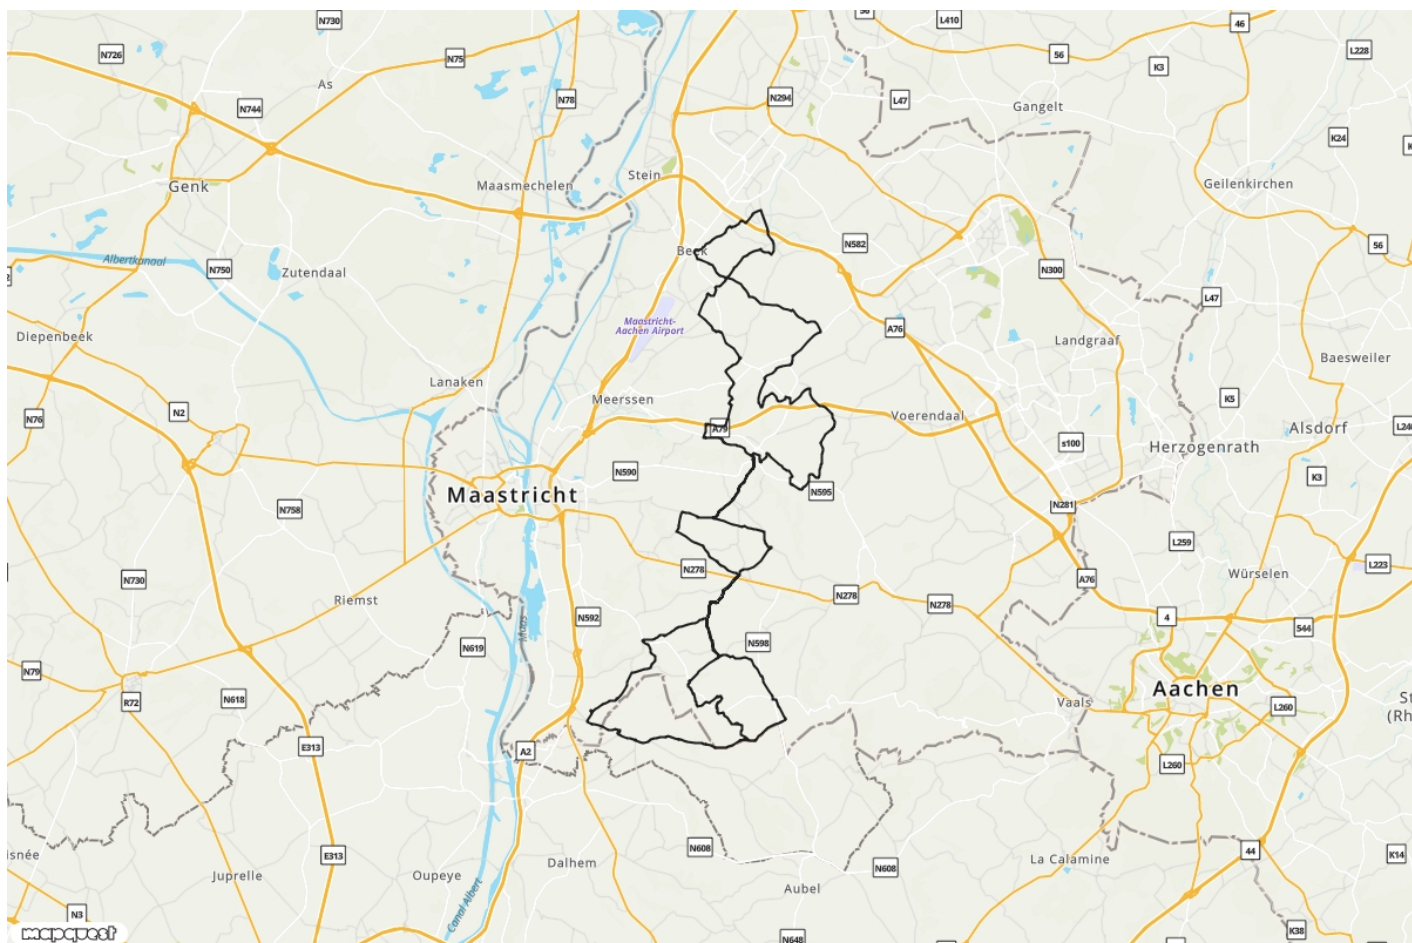 N730
56
L410
46
N726
56
L228
N75
K3
As
N78
N294
L47
Gangelt
N744
K24
Stein
Geilenkirchen
Genk
Maasmechelen
N582
56
Beek
Albertkanaal
N750
Zutendaal
N300
L47
Maastricht-
Aachen Airport
A76
Diepenbeek
Landgraaf
Baesweiler
Lanaken
Meerssen
K5
N2
N76
Voerendaal
A79
Alsdorf
s100
Herzogenrath
N590
K3
Maastricht
N595
N758
N281
L259
N278
L223
N730
A76
Würselen
Riemst
N278
N278
N592
4
544
Maas
N619
N598
N79
Aachen
R72
N618
Vaals
L260
E313
A2
L260
N608
44
E313
K14
Dalhem
La Calamine
Juprelle
Oupeye
N608
Aubel
Canal Albert
N3
mapquest
K38
N648